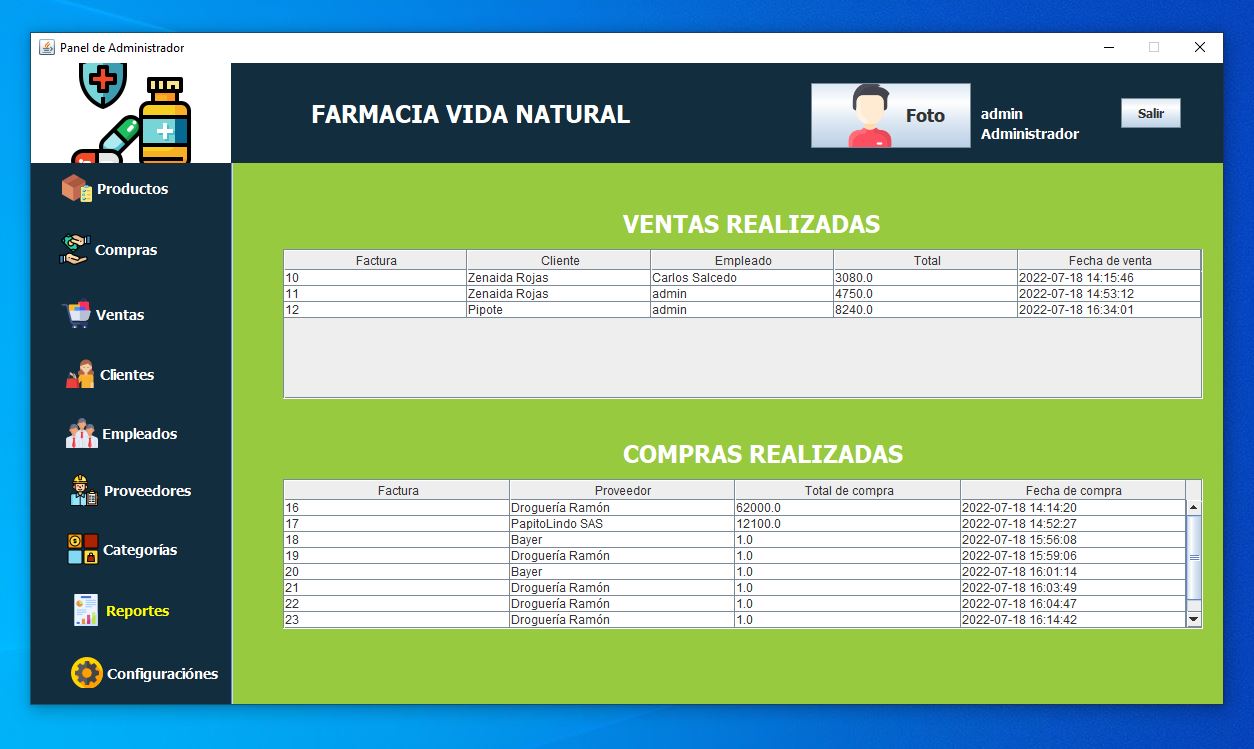 Panel de Administrador
FARMACIA VIDA NATURAL
Foto
admin
Administrador
Salir
Productos
Compras
Ventas
Clientes
Empleados
Proveedores
Categorías
Reportes
Configuraciónes
VENTAS REALIZADAS
Factura Cliente Empleado Total Fecha de venta
10 Zenaida Rojas Carlos Salcedo 3080.0 2022-07-18 14:15:46
11 Zenaida Rojas admin 4750.0 2022-07-18 14:53:12
12 Pipote admin 8240.0 2022-07-18 16:34:01
COMPRAS REALIZADAS
Factura Proveedor Total de compra Fecha de compra
16 Droguería Ramón 62000.0 2022-07-18 14:14:20
17 PapitoLindo SAS 12100.0 2022-07-18 14:52:27
18 Bayer 1.0 2022-07-18 15:56:08
19 Droguería Ramón 1.0 2022-07-18 15:59:06
20 Bayer 1.0 2022-07-18 16:01:14
21 Droguería Ramón 1.0 2022-07-18 16:03:49
22 Droguería Ramón 1.0 2022-07-18 16:04:47
23 Droguería Ramón 1.0 2022-07-18 16:14:42